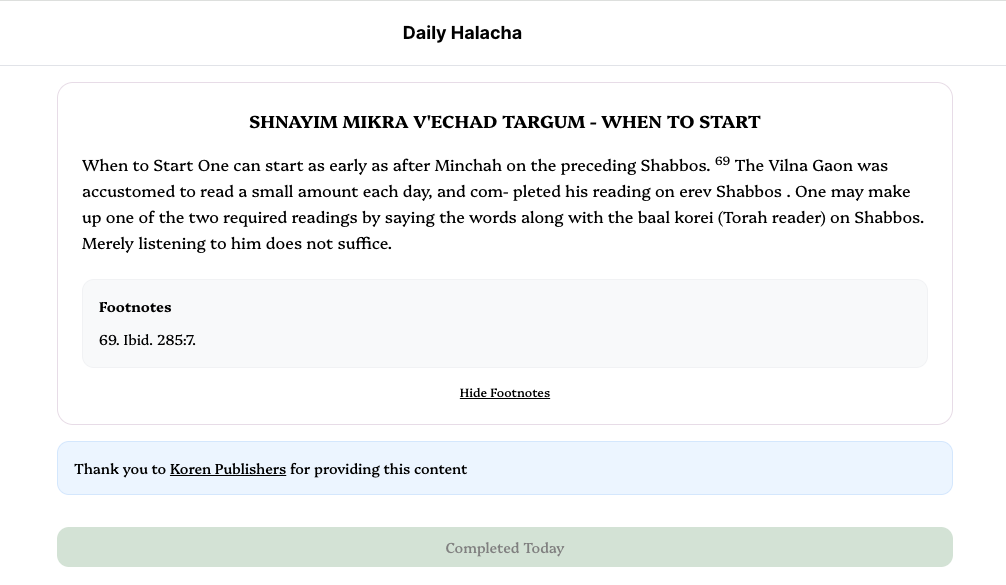 Daily Halacha
SHNAYIM MIKRA V'ECHAD TARGUM - WHEN TO START
When to Start One can start as early as after Minchah on the preceding Shabbos. 69 The Vilna Gaon was
accustomed to read a small amount each day, and com- pleted his reading on erev Shabbos . One may make
up one of the two required readings by saying the words along with the baal korei (Torah reader) on Shabbos.
Merely listening to him does not suffice.
Footnotes
69. Ibid. 285:7.
Hide Footnotes
Thank you to Koren Publishers for providing this content
Completed Today